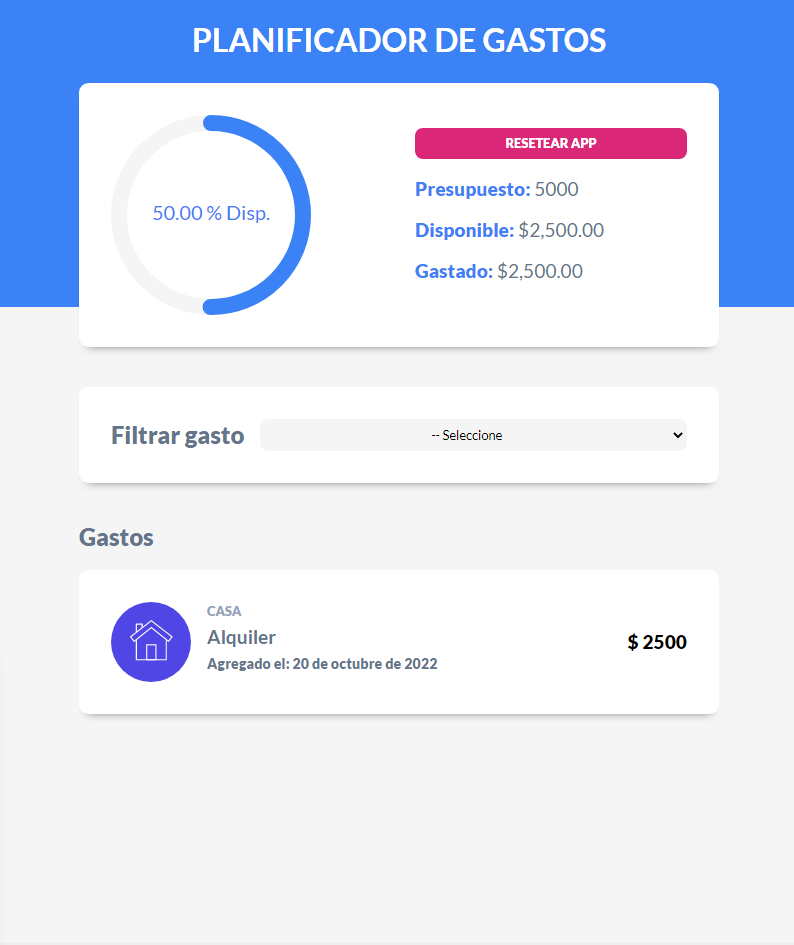 PLANIFICADOR DE GASTOS
50.00 % Disp.
RESETEAR APP
Presupuesto: 5000
Disponible: $2,500.00
Gastado: $2,500.00
Filtrar gasto
-- Seleccione
Gastos
CASA
Alquiler
Agregado el: 20 de octubre de 2022
$ 2500